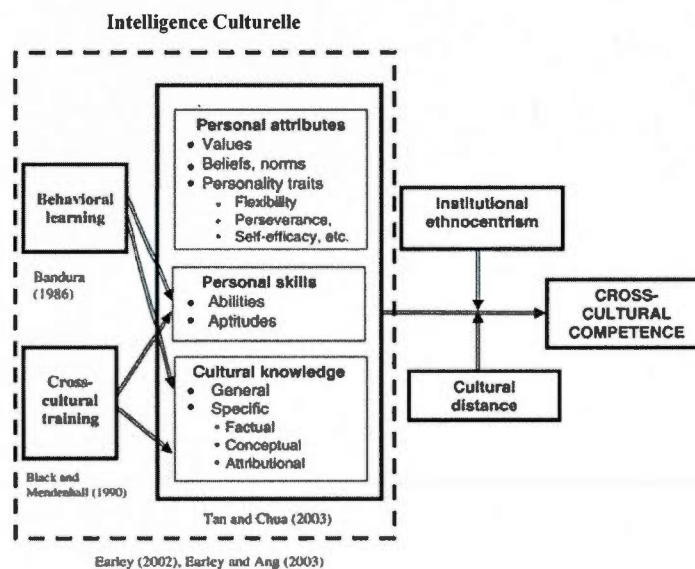 Intelligence Culturelle
Behavioral
learning
Bandura
(1986)
Cross-
cultural
training
Black and
Mendenhall (1990)
Personal attributes
• Values
• Beliefs, norms
• Personality traits
• Flexibility
• Perseverance,
• Self-efficacy, etc.
Personal skills
• Abilities
• Aptitudes
Cultural knowledge
• General
• Specific
• Factual
• Conceptual
• Attributional
Tan and Chua (2003)
Earley (2002), Earley and Ang (2003)
Institutional
ethnocentrism
Cultural
distance
CROSS-
CULTURAL
COMPETENCE